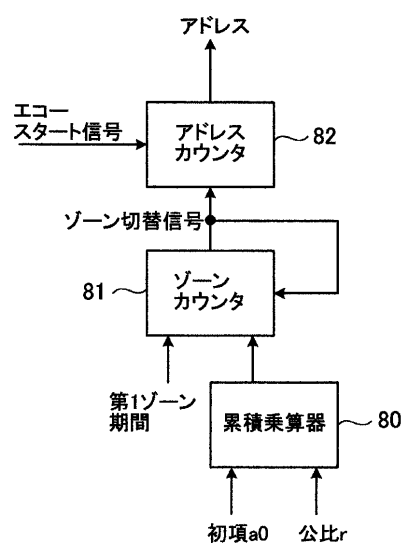 アドレス
エコー
スタート信号
アドレス
カウンタ
82
ゾーン切替信号
81
ゾーン
カウンタ
第1ゾーン
期間
累積乗算器
80
初項a0
公比r